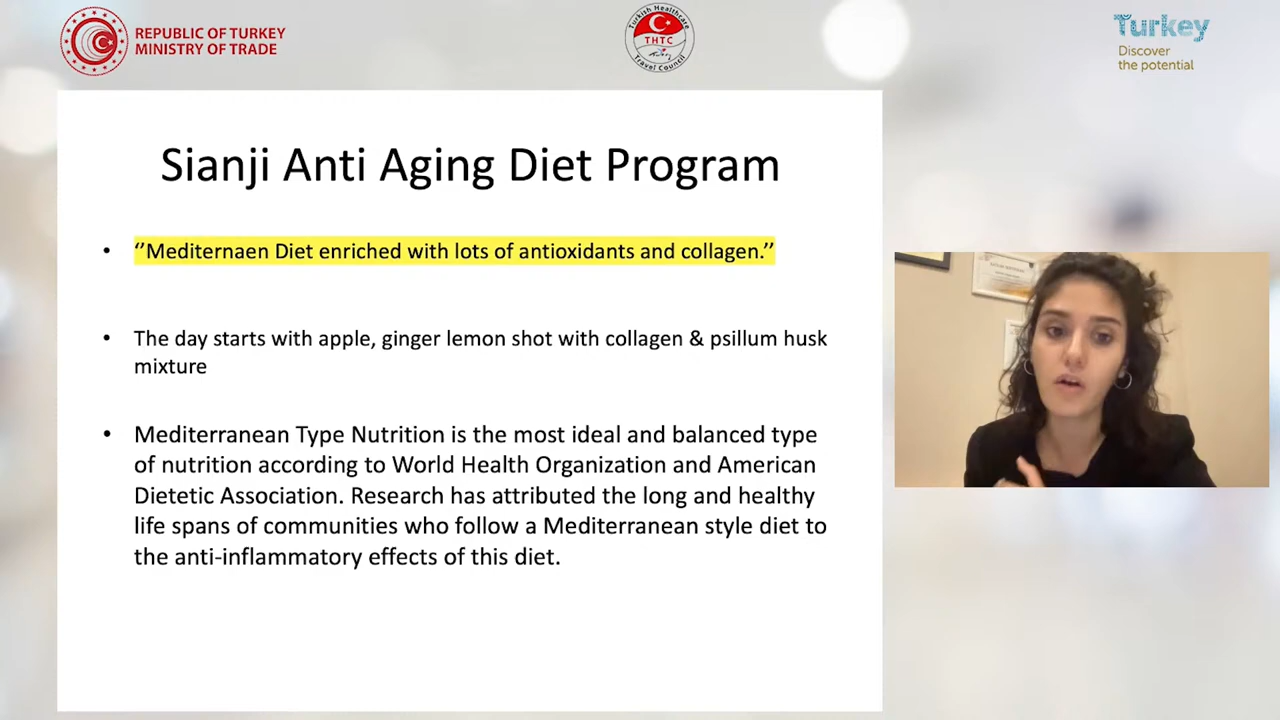 REPUBLIC OF TURKEY
MINISTRY OF TRADE
Turkish Healthcare
THTC
Travel Council
Turkey
Discover
the potential
Sianji Anti Aging Diet Program
• ‘’Mediternaen Diet enriched with lots of antioxidants and collagen.’’
• The day starts with apple, ginger lemon shot with collagen & psillum husk
mixture
• Mediterranean Type Nutrition is the most ideal and balanced type
of nutrition according to World Health Organization and American
Dietetic Association. Research has attributed the long and healthy
life spans of communities who follow a Mediterranean style diet to
the anti-inflammatory effects of this diet.